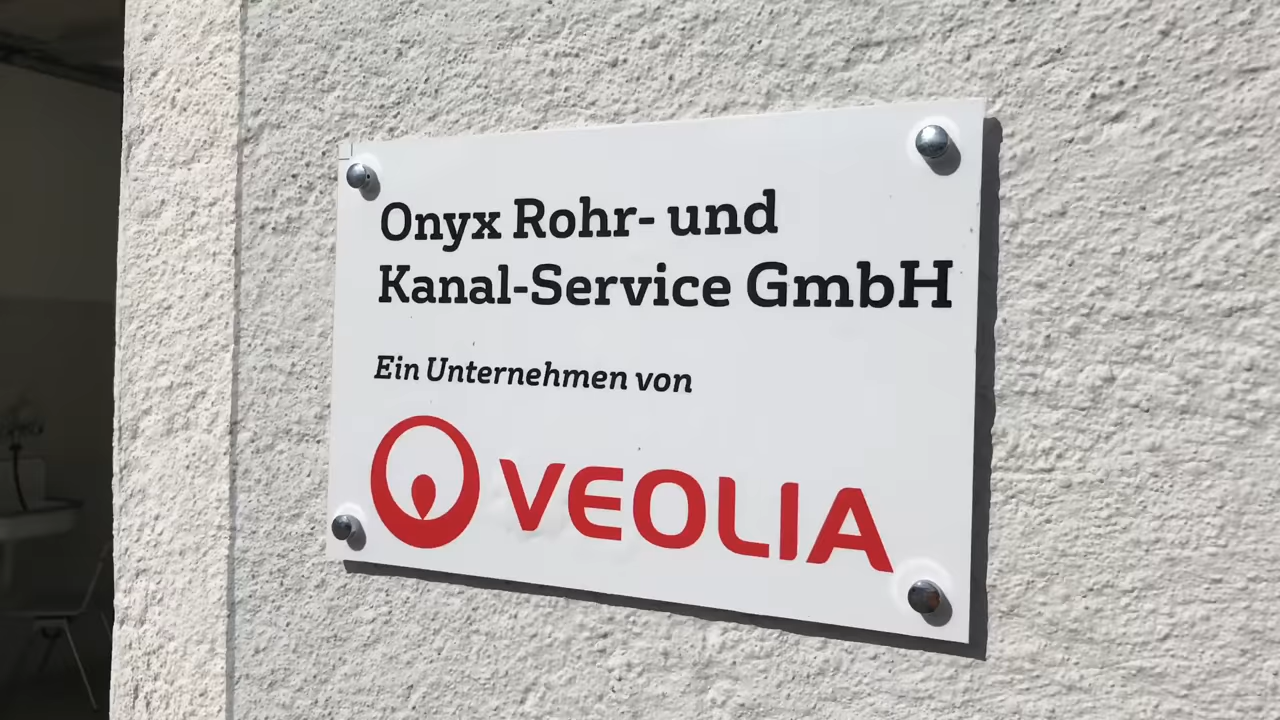 Onyx Rohr- und
Kanal-Service GmbH
Ein Unternehmen von
VEOLIA